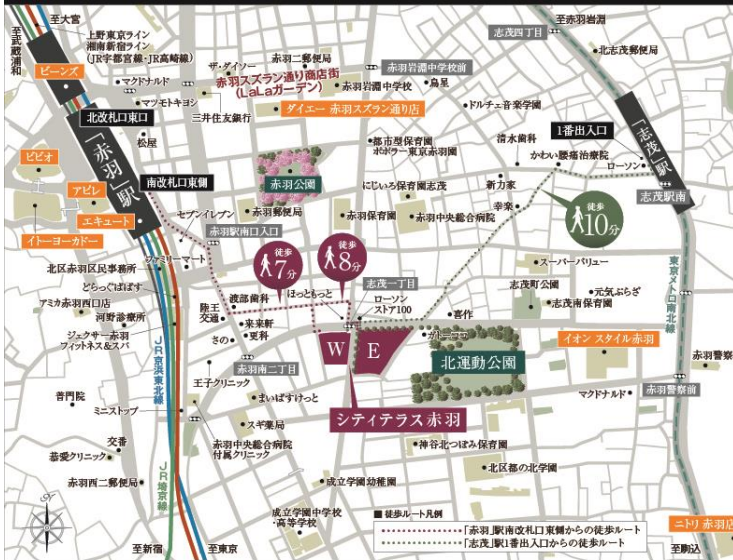 至大宮
至武蔵浦和
上野東京ライン
湘南新宿ライン
(JR宇都宮線・JR高崎線)
ビーンズ
マクドナルド
マツモトキヨシ
ザ・ダイソー
赤羽二郵便局
赤羽スズラン通り商店街
(LaLaガーデン)
三井住友銀行
ダイエー 赤羽スズラン通り店
赤羽岩淵中学校前
赤羽岩淵中学校
鳥星
至赤羽岩淵
志茂四丁目
北志茂郵便局
ドルチェ音楽学園
北改札口東口
松屋
「赤羽」駅
南改札口東側
ビビオ
アピレ
エキュート
イトーヨーカドー
赤羽公園
都市型保育園
ポポラー東京赤羽園
にじいろ保育園志茂
清水歯科
1番出入口
かわい腰痛治療院
ローソン
「志茂」駅
志茂駅南
新力家
幸楽
徒歩
10分
セブンイレブン
赤羽郵便局
赤羽保育園
赤羽中央総合病院
赤羽駅南口入口
ファミリーマート
北区赤羽区民事務所
どらっぐぱぱす
アミカ赤羽西口店
河野診療所
ジェクサー赤羽
フィットネス&スパ
徒歩
7分
徒歩
8分
志茂一丁目
ほっともっと
ローソン
ストア100
渡部歯科
陸王
交通
来来軒
更科
さの
喜作
ガトーココ
スーパーバリュー
志茂町公園
元気ぷらざ
志茂南保育園
東京メトロ南北線
イオン スタイル赤羽
赤羽警察
赤羽警察前
W
E
北運動公園
シティテラス赤羽
JR京浜東北線
赤羽南二丁目
王子クリニック
まいばすけっと
普門院
ミニストップ
スギ薬局
交番
恭愛クリニック
赤羽中央総合病院
付属クリニック
赤羽西二郵便局
JR埼京線
マクドナルド
神谷北つぼみ保育園
北区都の北学園
成立学園幼稚園
成立学園中学校
・高等学校
ニトリ 赤羽店
至新宿
至東京
至駒込
■徒歩ルート凡例
「赤羽」駅南改札口東側からの徒歩ルート
「志茂」駅1番出入口からの徒歩ルート